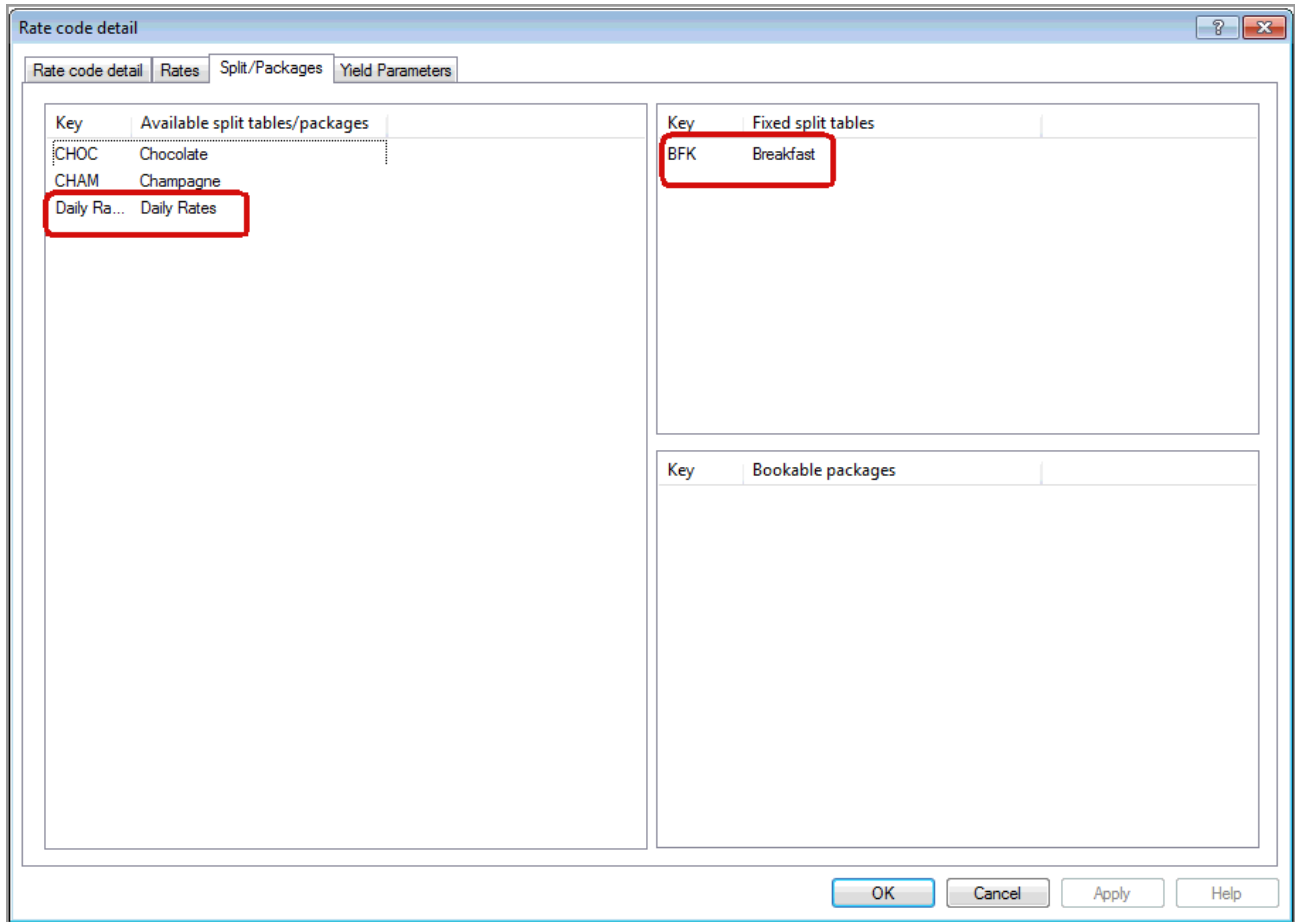 Rate code detail
Rate code detail Rates Split/Packages Yield Parameters
Key Available split tables/packages
CHOC Chocolate
CHAM Champagne
Daily Ra... Daily Rates
Key Fixed split tables
BFK Breakfast
Key Bookable packages
OK Cancel Apply Help